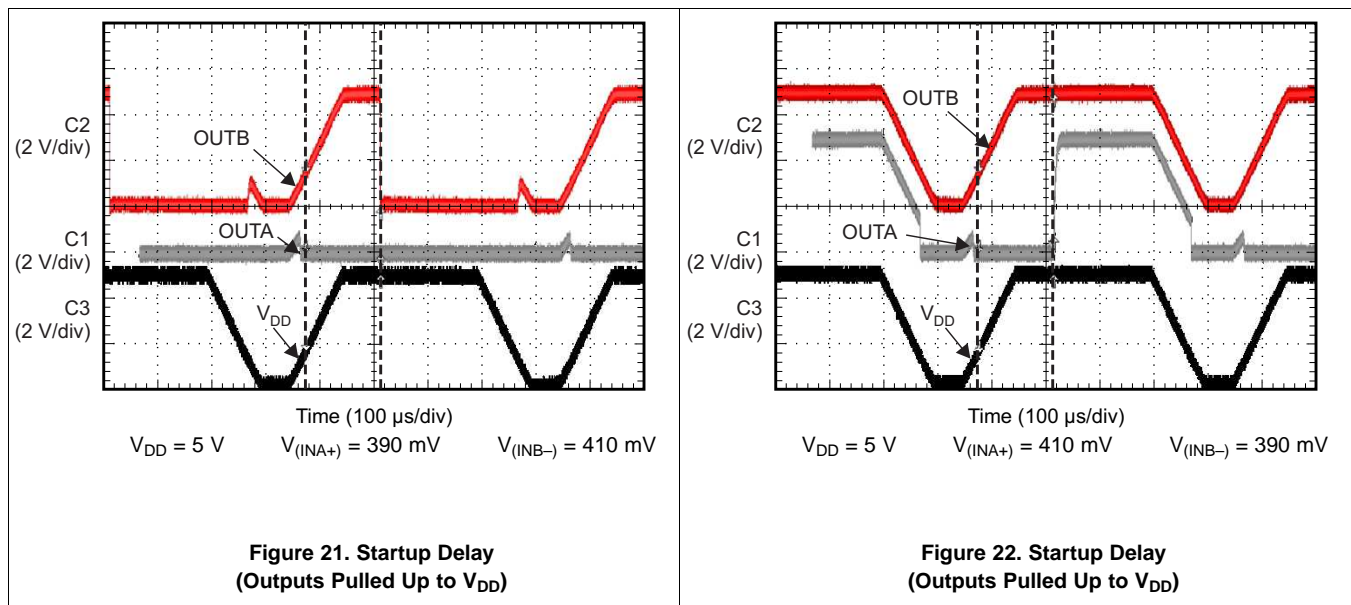 C2
(2 V/div)
OUTB
OUTA
C1
(2 V/div)
C3
(2 V/div)
VDD
Time (100 µs/div)
VDD = 5 V V(INA+) = 390 mV V(INB–) = 410 mV
Figure 21. Startup Delay
(Outputs Pulled Up to VDD)
C2
(2 V/div)
OUTB
OUTA
C1
(2 V/div)
C3
(2 V/div)
VDD
Time (100 µs/div)
VDD = 5 V V(INA+) = 410 mV V(INB–) = 390 mV
Figure 22. Startup Delay
(Outputs Pulled Up to VDD)